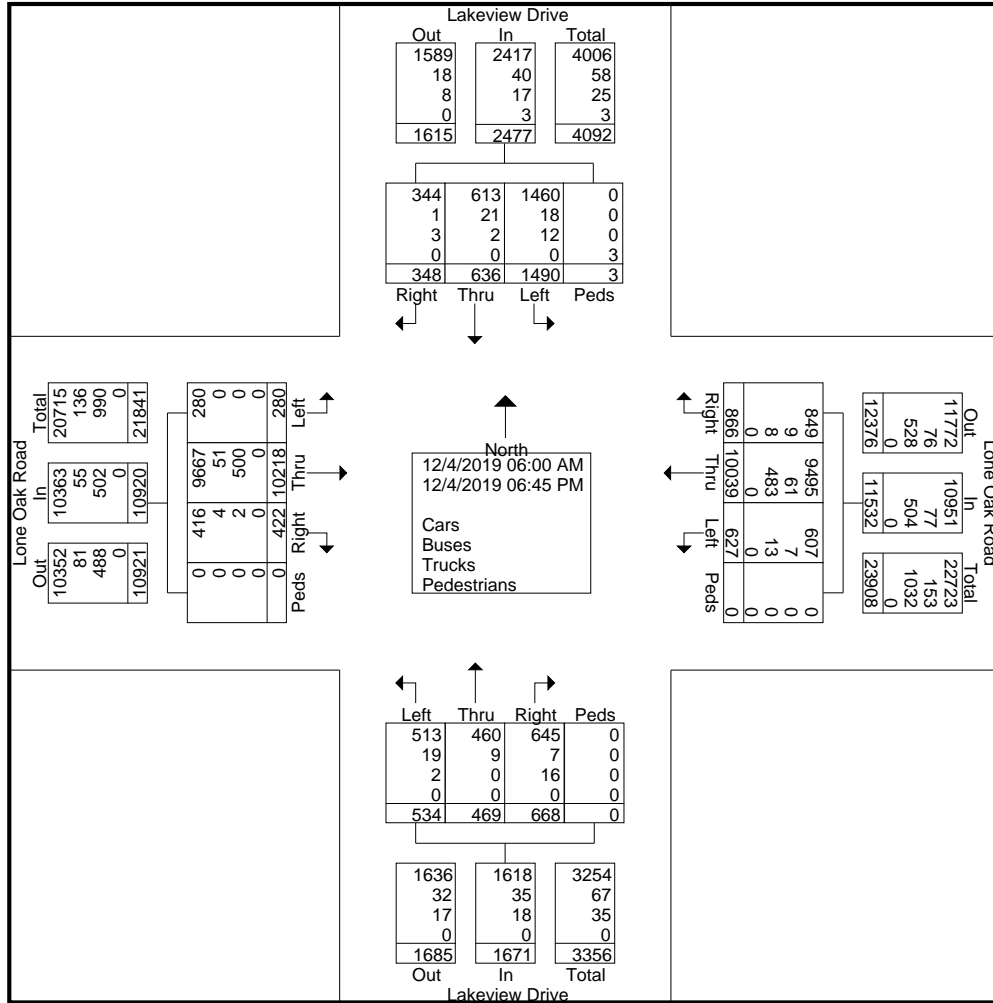 Lakeview Drive
Out In Total
1589 2417 4006
18 40 58
8 17 25
0 3 3
1615 2477 4092
344 613 1460 0
1 21 18 0
3 2 12 0
0 0 0 3
348 636 1490 3
Right Thru Left Peds
Lone Oak Road
Total In Out
20715 10363 10352
136 55 81
990 502 488
0 0 0
21841 10920 10921
Left Thru Right Peds
280 9667 416 0
0 51 4 0
0 500 2 0
0 0 0 0
280 10218 422 0
North
12/4/2019 06:00 AM
12/4/2019 06:45 PM
Cars
Buses
Trucks
Pedestrians
Right Thru Left Peds
849 9495 607 0
9 61 7 0
8 483 13 0
0 0 0 0
866 10039 627 0
Lone Oak Road
Out In Total
11772 10951 22723
76 77 153
528 504 1032
0 0 0
12376 11532 23908
Left Thru Right Peds
513 460 645 0
19 9 7 0
2 0 16 0
0 0 0 0
534 469 668 0
1636 1618 3254
32 35 67
17 18 35
0 0 0
1685 1671 3356
Out In Total
Lakeview Drive